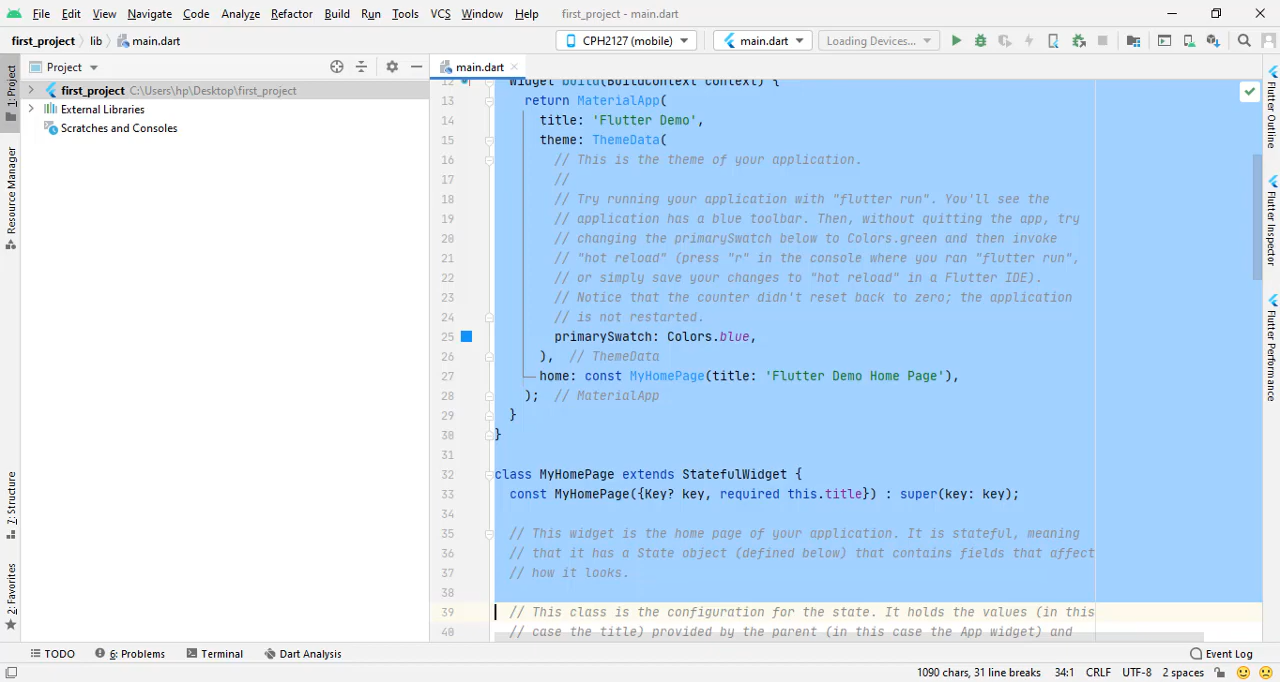 File Edit View Navigate Code Analyze Refactor Build Run Tools VCS Window Help first_project - main.dart
first_project lib main.dart CPH2127 (mobile) main.dart Loading Devices...
Project main.dart
1: Project
Resource Manager
7: Structure
2: Favorites
first_project C:\Users\hp\Desktop\first_project
External Libraries
Scratches and Consoles
12 Widget build(BuildContext context) {
13 return MaterialApp(
14 title: 'Flutter Demo',
15 theme: ThemeData(
16 // This is the theme of your application.
17 //
18 // Try running your application with "flutter run". You'll see the
19 // application has a blue toolbar. Then, without quitting the app, try
20 // changing the primarySwatch below to Colors.green and then invoke
21 // "hot reload" (press "r" in the console where you ran "flutter run",
22 // or simply save your changes to "hot reload" in a Flutter IDE).
23 // Notice that the counter didn't reset back to zero; the application
24 // is not restarted.
25 primarySwatch: Colors.blue,
26 ), // ThemeData
27 home: const MyHomePage(title: 'Flutter Demo Home Page'),
28 ); // MaterialApp
29 }
30 }
31
32 class MyHomePage extends StatefulWidget {
33 const MyHomePage({Key? key, required this.title}) : super(key: key);
34
35 // This widget is the home page of your application. It is stateful, meaning
36 // that it has a State object (defined below) that contains fields that affect
37 // how it looks.
38
39 // This class is the configuration for the state. It holds the values (in this
40 // case the title) provided by the parent (in this case the App widget) and
Flutter Outline
Flutter Inspector
Flutter Performance
TODO 6: Problems Terminal Dart Analysis Event Log
1090 chars, 31 line breaks 34:1 CRLF UTF-8 2 spaces